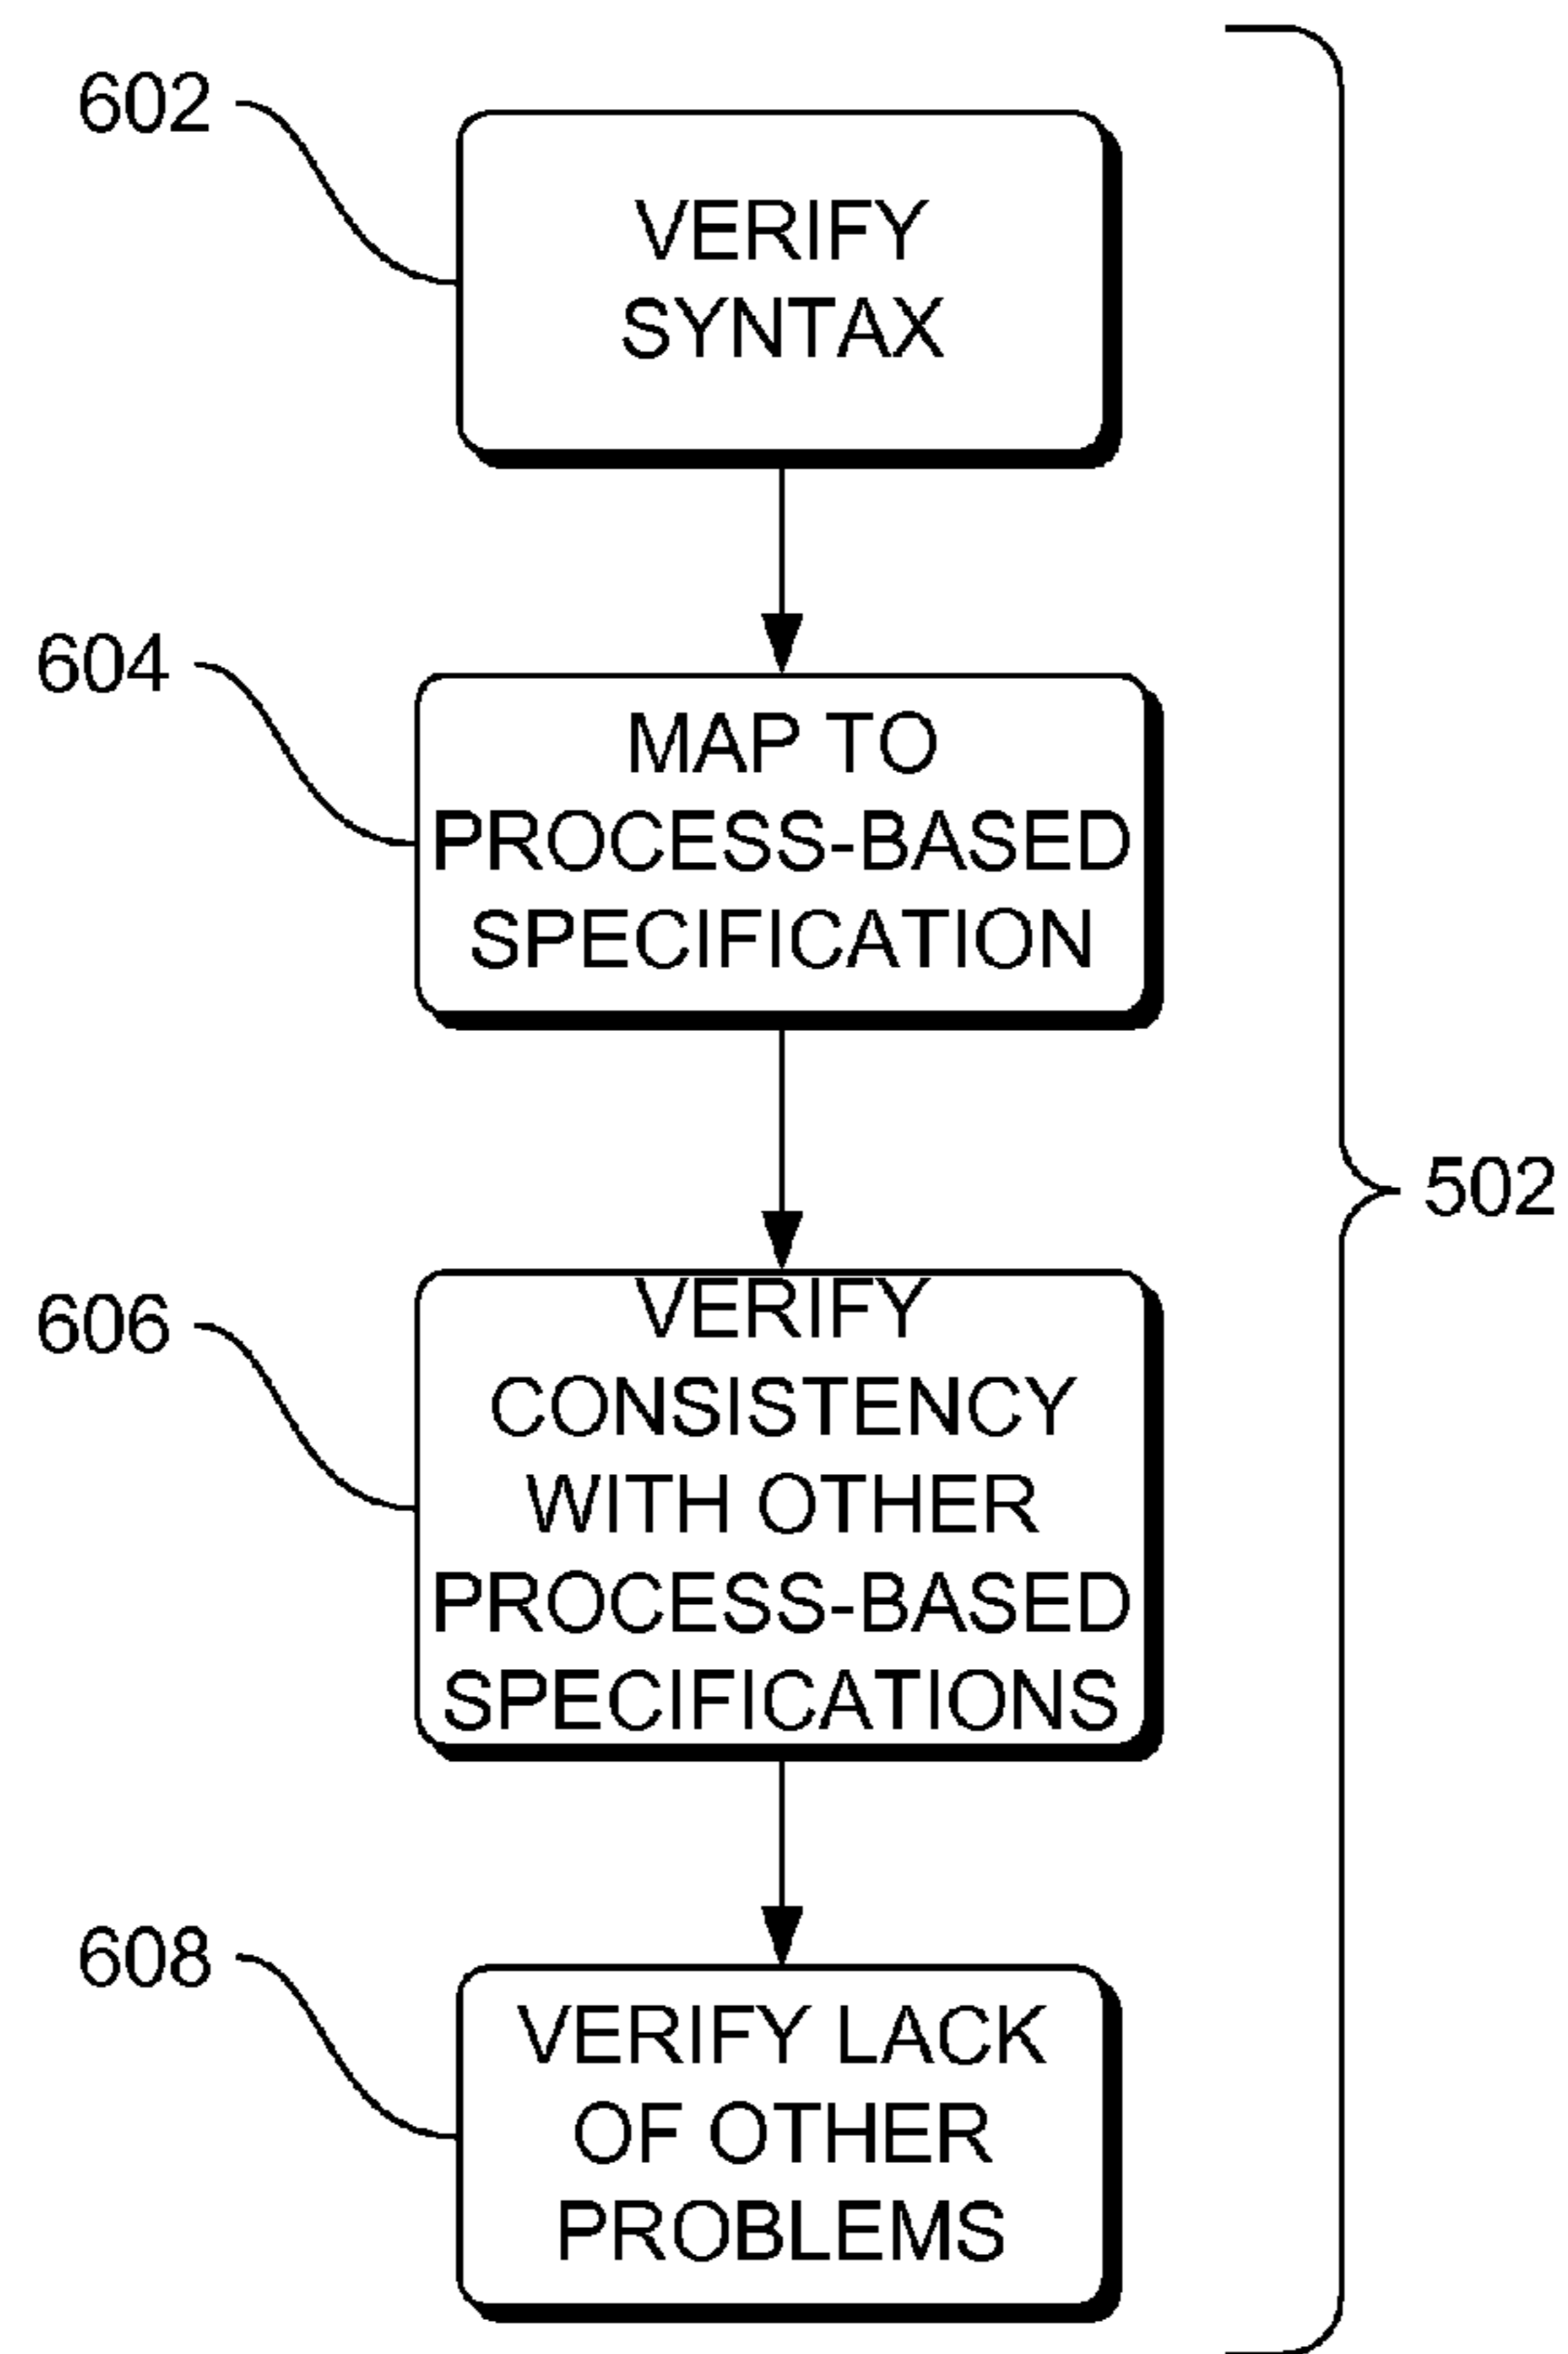 602
VERIFY
SYNTAX
604
MAP TO
PROCESS-BASED
SPECIFICATION
502
606
VERIFY
CONSISTENCY
WITH OTHER
PROCESS-BASED
SPECIFICATIONS
608
VERIFY LACK
OF OTHER
PROBLEMS